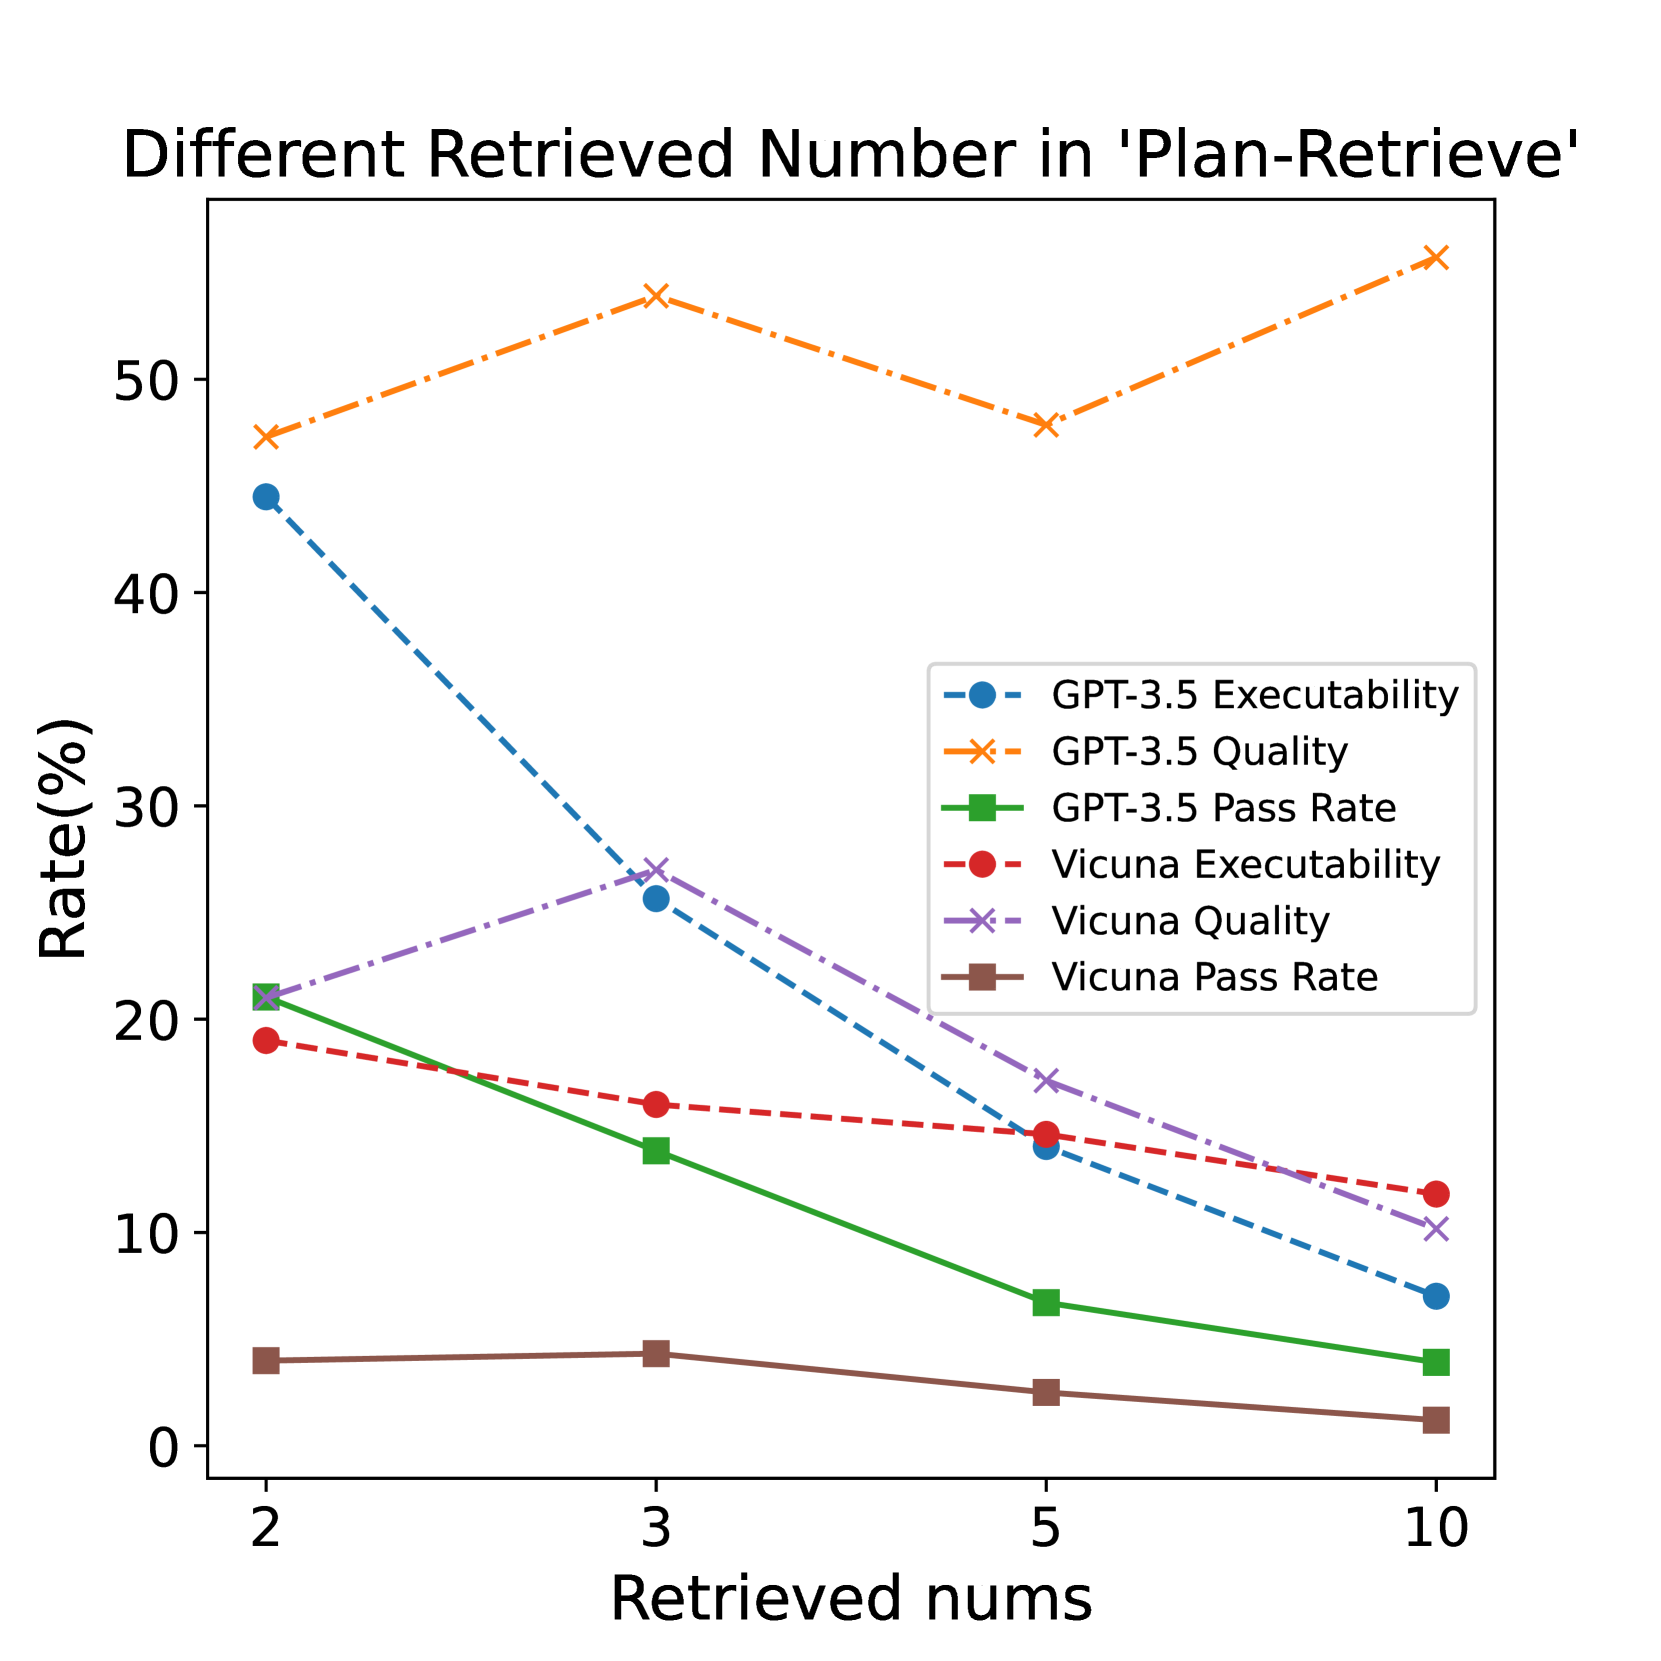 Different Retrieved Number in 'Plan-Retrieve'
Rate(%)
50
40
30
20
10
0
GPT-3.5 Executability
GPT-3.5 Quality
GPT-3.5 Pass Rate
Vicuna Executability
Vicuna Quality
Vicuna Pass Rate
2 3 5 10
Retrieved nums